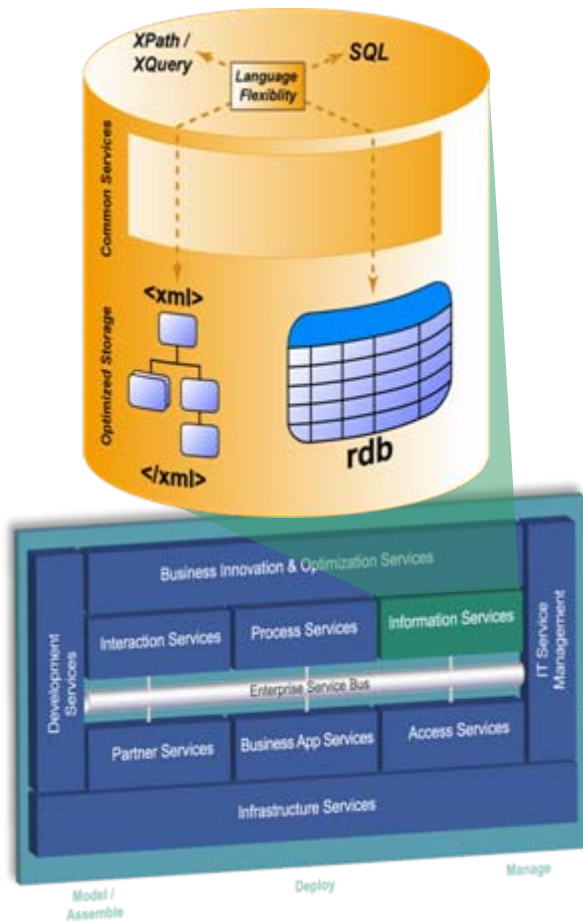 XPath /
XQuery
SQL
Language
Flexiblity
Common Services
Optimized Storage
<xml>
</xml>
rdb
Business Innovation & Optimization Services
Development
Services
Interaction Services
Process Services
Information Services
IT Service
Management
Enterprise Service Bus
Partner Services
Business App Services
Access Services
Infrastructure Services
Model /
Assemble
Deploy
Manage